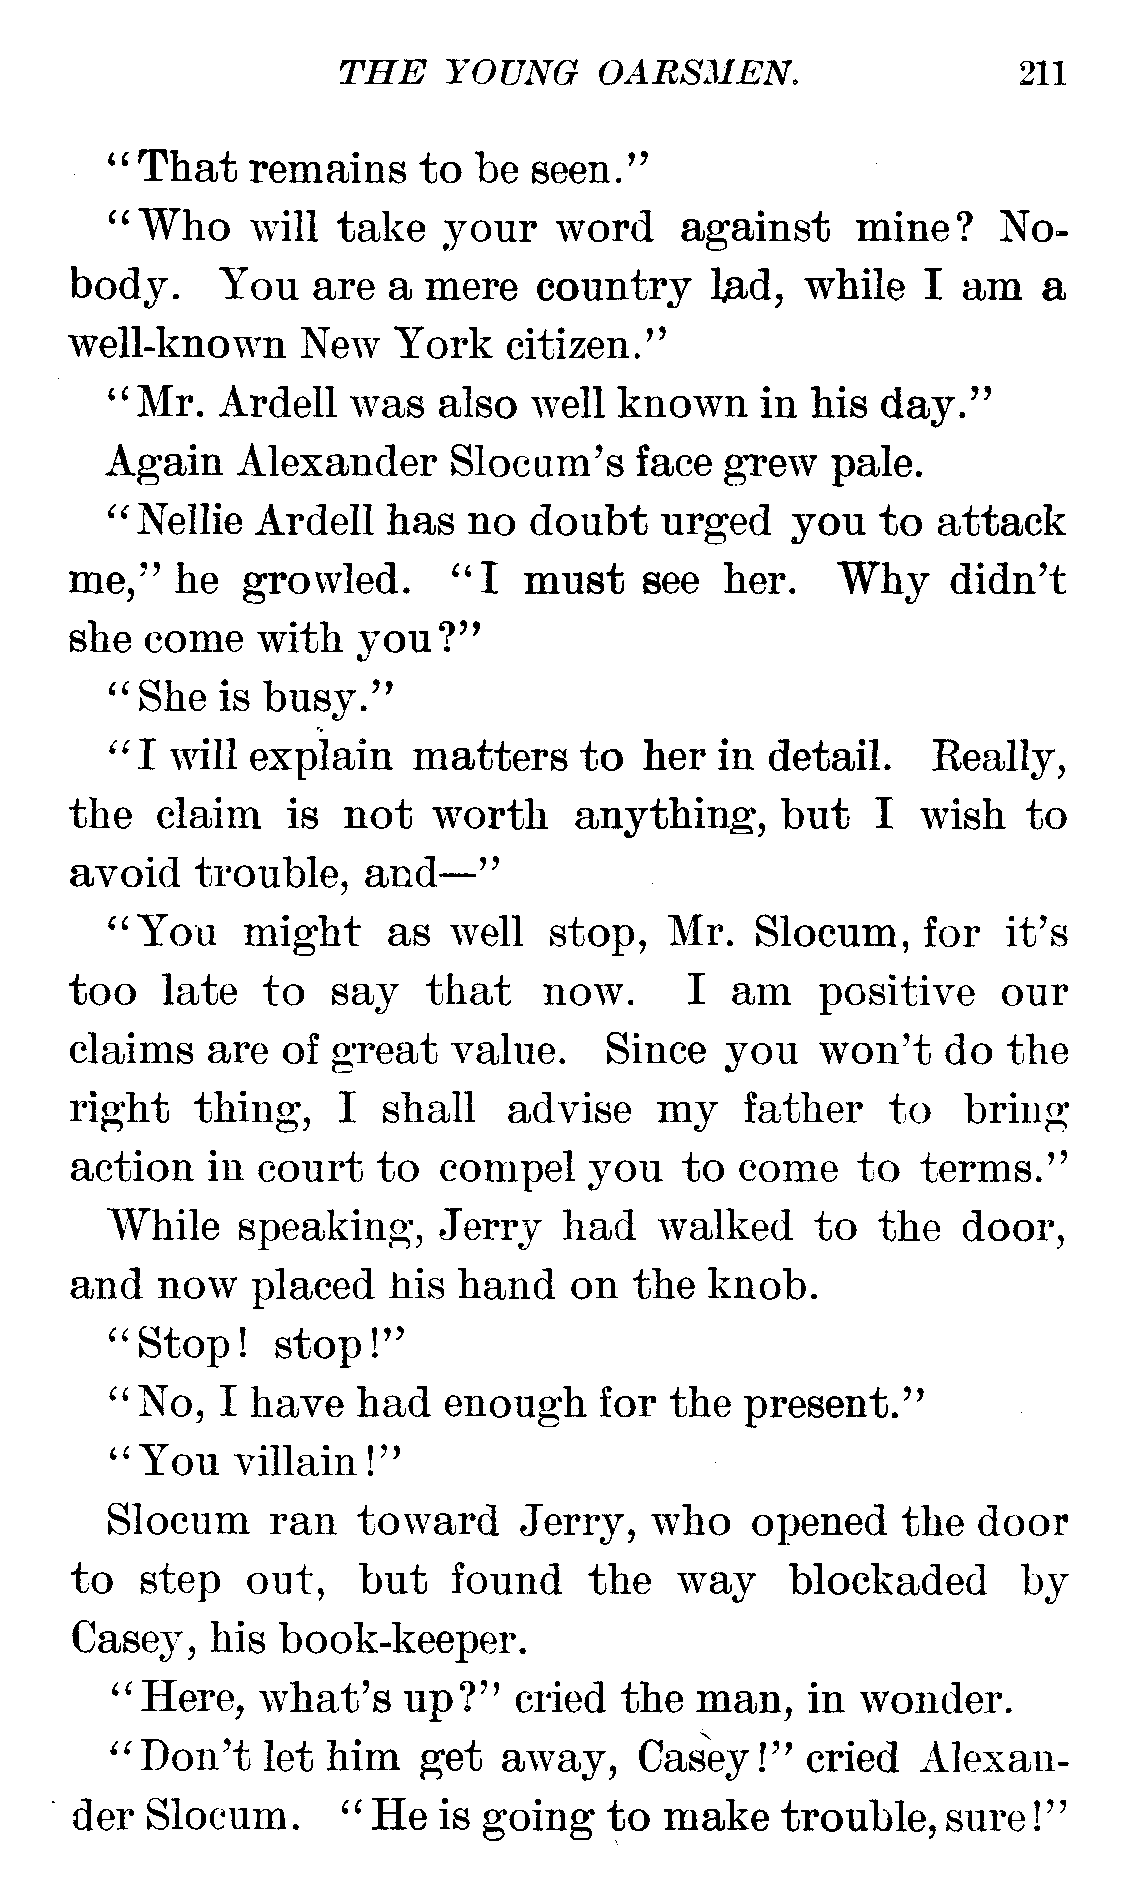 THE YOUNG OARSMEN. 211
“That remains to be seen.”
“Who will take your word against mine? No-
body. You are a mere country lad, while I am a
well-known New York citizen.”
“Mr. Ardell was also well known in his day.”
Again Alexander Slocum’s face grew pale.
“Nellie Ardell has no doubt urged you to attack
me,” he growled. “I must see her. Why didn’t
she come with you?”
“She is busy.”
“I will explain matters to her in detail. Really,
the claim is not worth anything, but I wish to
avoid trouble, and—”
“You might as well stop, Mr. Slocum, for it’s
too late to say that now. I am positive our
claims are of great value. Since you won’t do the
right thing, I shall advise my father to bring
action in court to compel you to come to terms.”
While speaking, Jerry had walked to the door,
and now placed his hand on the knob.
“Stop! stop!”
“No, I have had enough for the present.”
“You villain!”
Slocum ran toward Jerry, who opened the door
to step out, but found the way blockaded by
Casey, his book-keeper.
“Here, what’s up?” cried the man, in wonder.
“Don’t let him get away, Casey!” cried Alexan-
der Slocum. “He is going to make trouble, sure!”